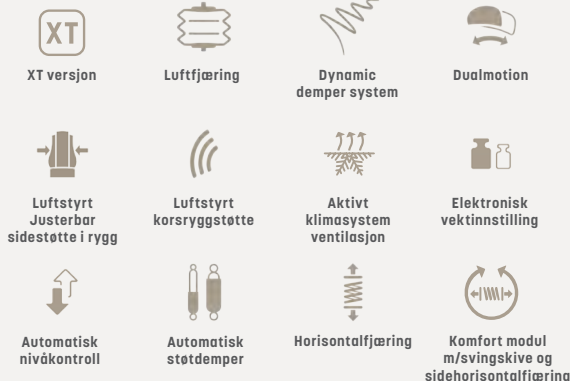 XT
XT versjon
Luftfjæring
Dynamic
demper system
Dualmotion
Luftstyrt
Justerbar
sidestøtte i rygg
Luftstyrt
korsryggstøtte
Aktivt
klimasystem
ventilasjon
Elektronisk
vektinnstilling
Automatisk
nivåkontroll
Automatisk
støtdemper
Horisontalfjæring
Komfort modul
m/svingskive og
sidehorisontalfjæring